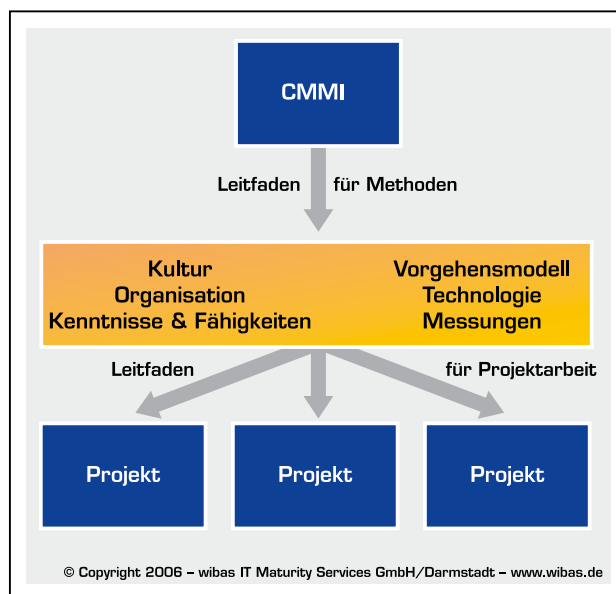 CMMI
Leitfaden für Methoden
Kultur
Organisation
Kenntnisse & Fähigkeiten
Vorgehensmodell
Technologie
Messungen
Leitfaden für Projektarbeit
Projekt Projekt Projekt
© Copyright 2006 – wibas IT Maturity Services GmbH/Darmstadt – www.wibas.de